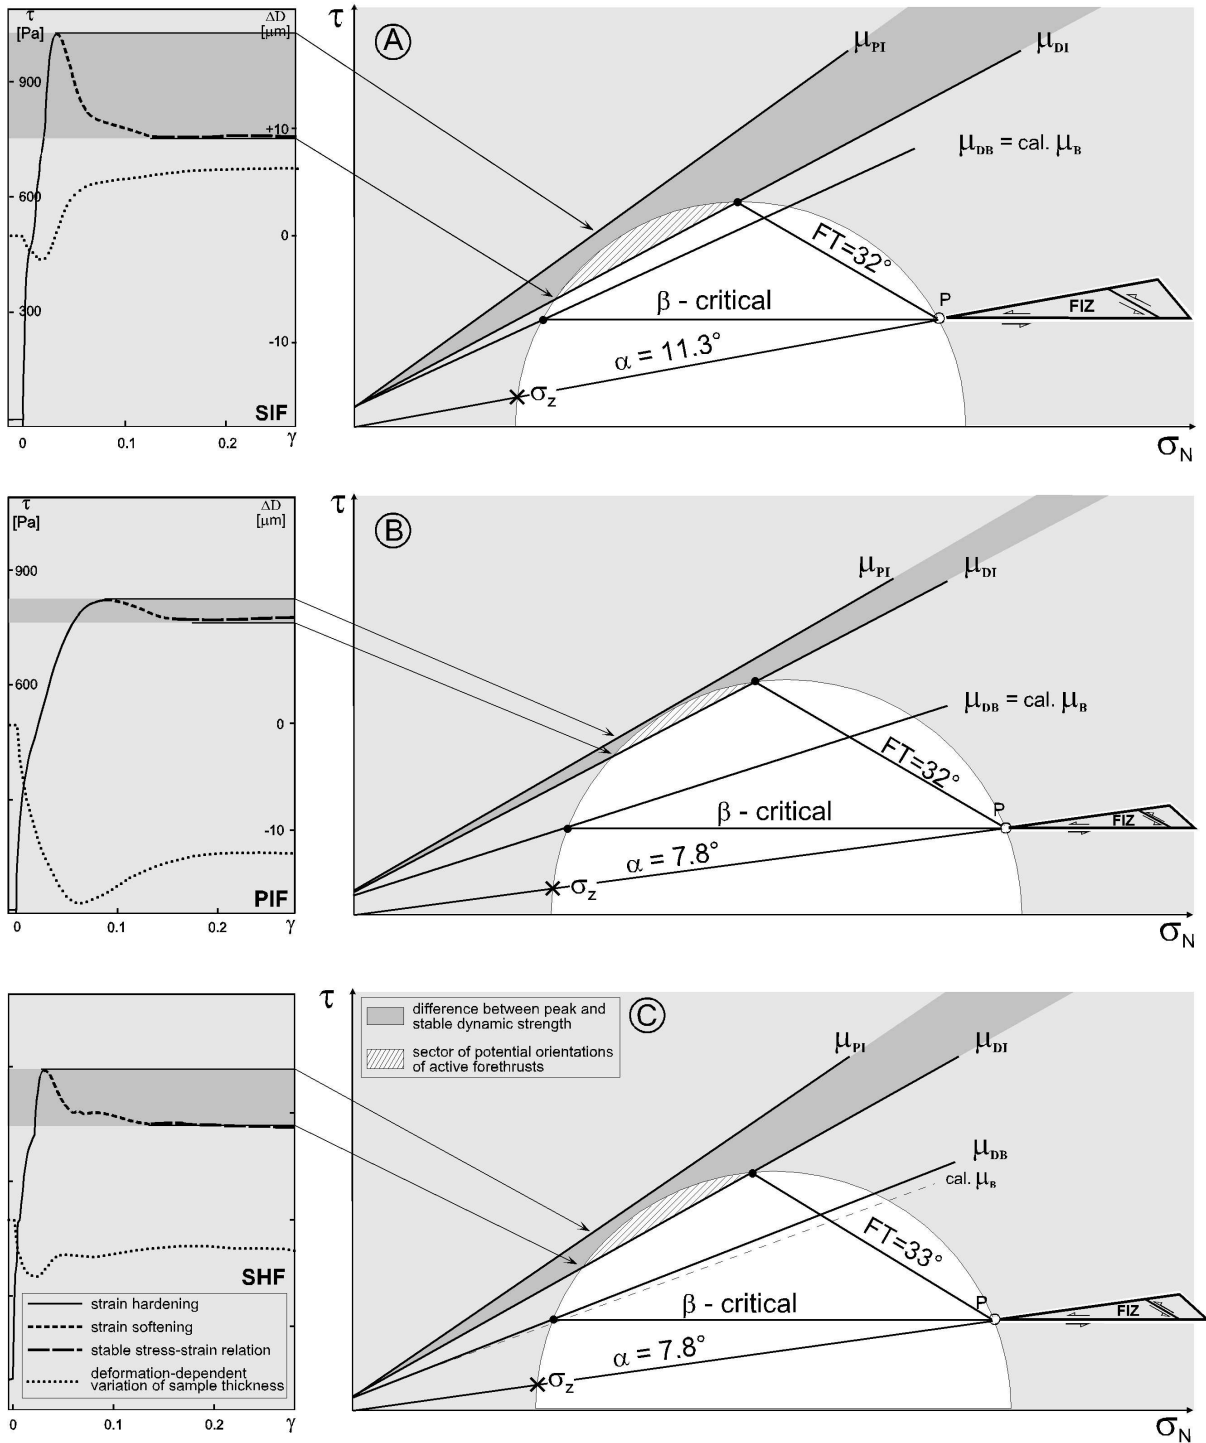 τ
[Pa]
ΔD
[μm]
900
+10
600
0
300
-10
SIF
0
0.1
0.2
γ
τ
A
μPI
μDI
μDB = cal. μB
FT=32°
P
FIZ
β - critical
α = 11.3°
σz
σN
τ
[Pa]
ΔD
[μm]
900
600
0
-10
PIF
0
0.1
0.2
γ
τ
B
μPI
μDI
μDB = cal. μB
FT=32°
P
FIZ
β - critical
α = 7.8°
σz
σN
SHF
strain hardening
strain softening
stable stress-strain relation
deformation-dependent
variation of sample thickness
0
0.1
0.2
γ
τ
difference between peak and
stable dynamic strength
sector of potential orientations
of active forethrusts
C
μPI
μDI
μDB
cal. μB
FT=33°
P
FIZ
β - critical
α = 7.8°
σz
σN